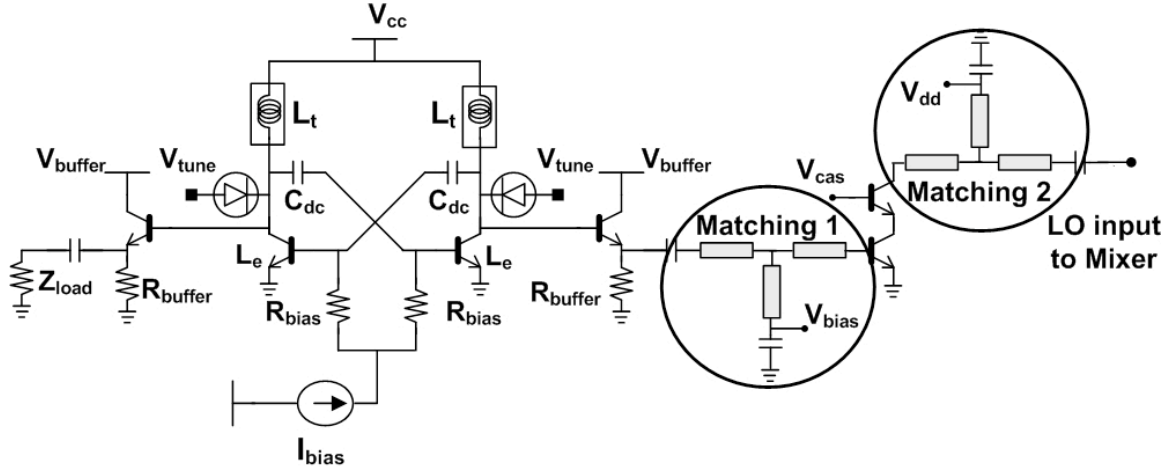 Vcc
Lt
Lt
Vdd
Vbuffer
Vtune
Vtune
Vbuffer
Vcas
Matching 2
Cdc
Cdc
Matching 1
LO input
to Mixer
Le
Le
Zload
Rbuffer
Rbias
Rbias
Rbuffer
Vbias
Ibias